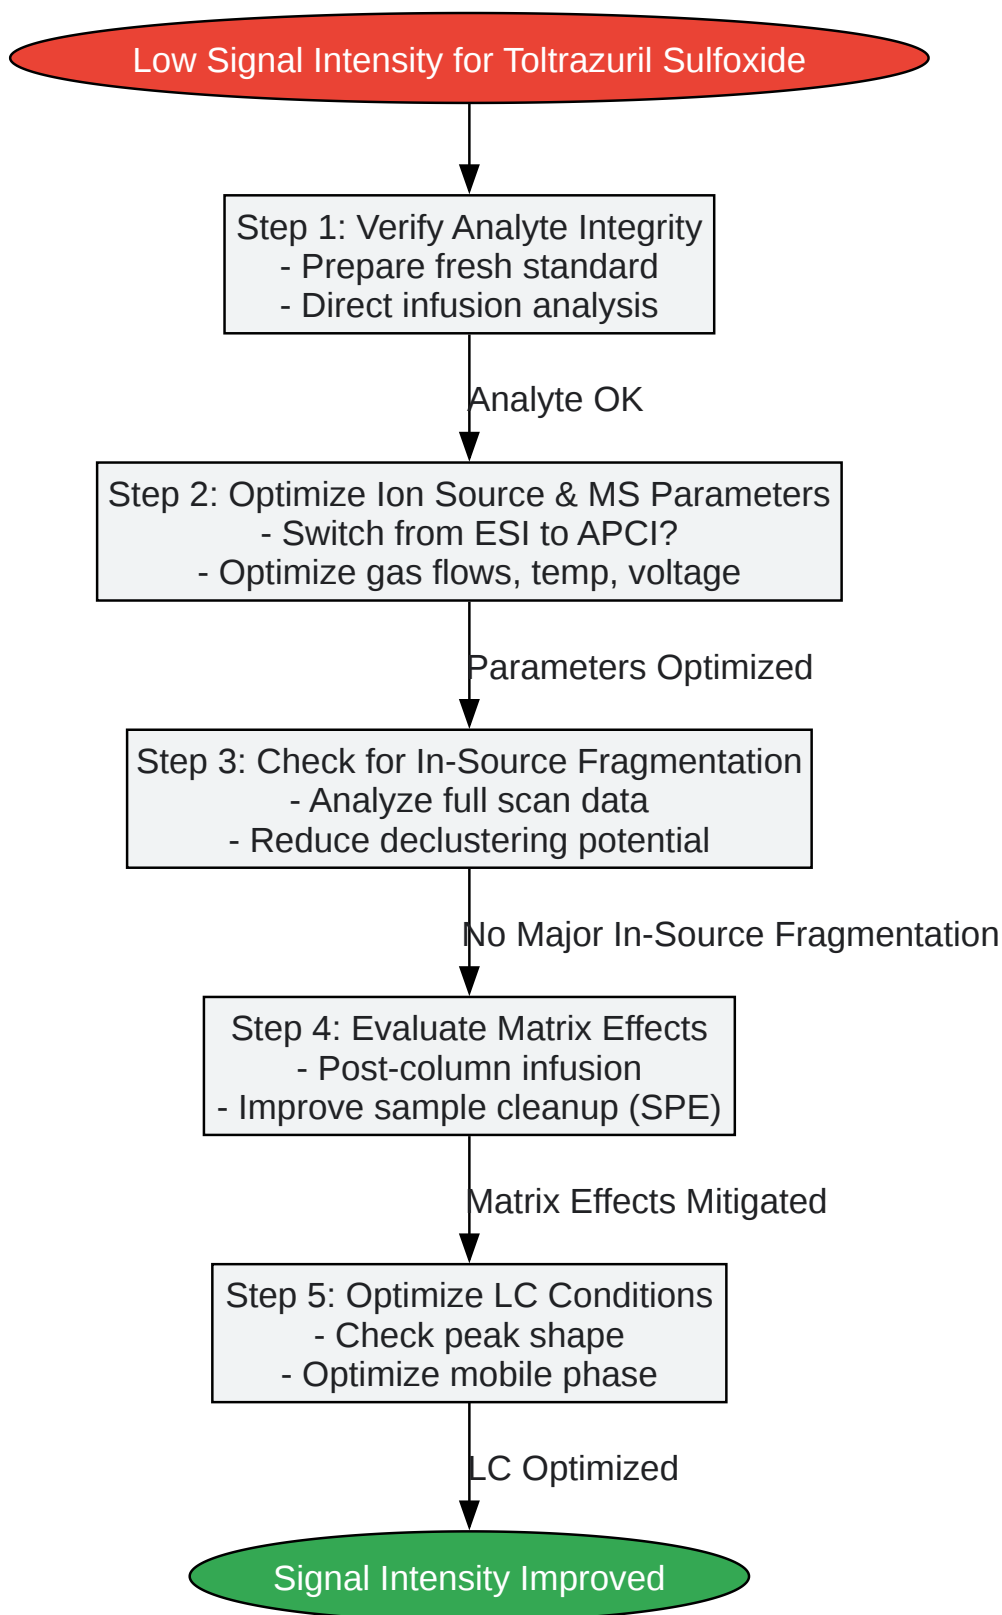 Low Signal Intensity for Toltrazuril Sulfoxide
Step 1: Verify Analyte Integrity
- Prepare fresh standard
- Direct infusion analysis
Analyte OK
Step 2: Optimize Ion Source & MS Parameters
- Switch from ESI to APCI?
- Optimize gas flows, temp, voltage
Parameters Optimized
Step 3: Check for In-Source Fragmentation
- Analyze full scan data
- Reduce declustering potential
No Major In-Source Fragmentation
Step 4: Evaluate Matrix Effects
- Post-column infusion
- Improve sample cleanup (SPE)
Matrix Effects Mitigated
Step 5: Optimize LC Conditions
- Check peak shape
- Optimize mobile phase
LC Optimized
Signal Intensity Improved